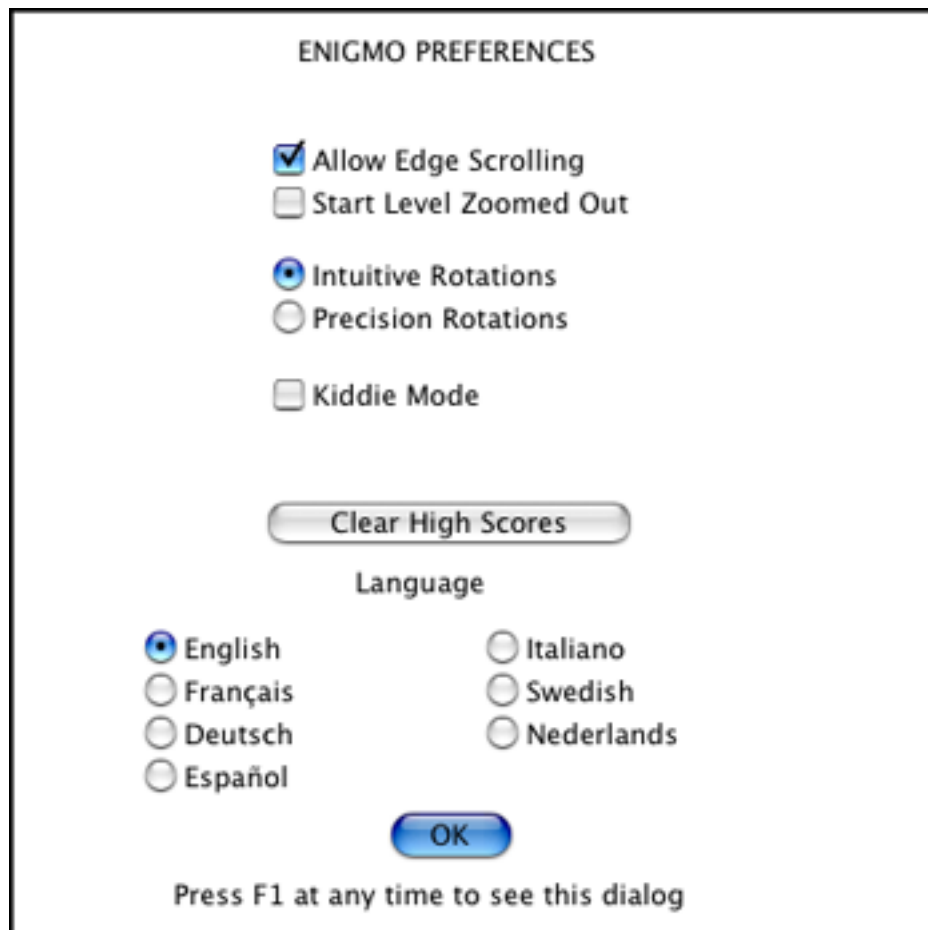 ENIGMO PREFERENCES
Allow Edge Scrolling
Start Level Zoomed Out
Intuitive Rotations
Precision Rotations
Kiddie Mode
Clear High Scores
Language
English
Français
Deutsch
Español
Italiano
Swedish
Nederlands
OK
Press F1 at any time to see this dialog